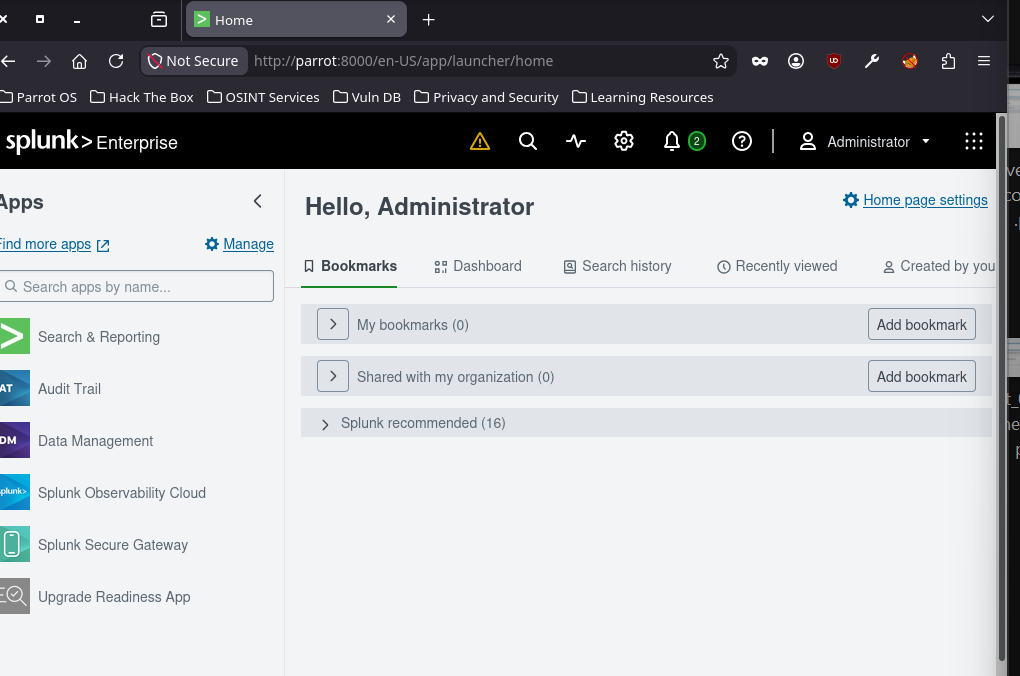 Home
Not Secure http://parrot:8000/en-US/app/launcher/home
UD
Parrot OS Hack The Box OSINT Services Vuln DB Privacy and Security Learning Resources
splunk> Enterprise 2 Administrator
Apps
Find more apps Manage
Search apps by name...
Search & Reporting
AT Audit Trail
DM Data Management
splunk> Splunk Observability Cloud
Splunk Secure Gateway
Upgrade Readiness App
Hello, Administrator
Home page settings
Bookmarks Dashboard Search history Recently viewed Created by you
My bookmarks (0) Add bookmark
Shared with my organization (0) Add bookmark
Splunk recommended (16)